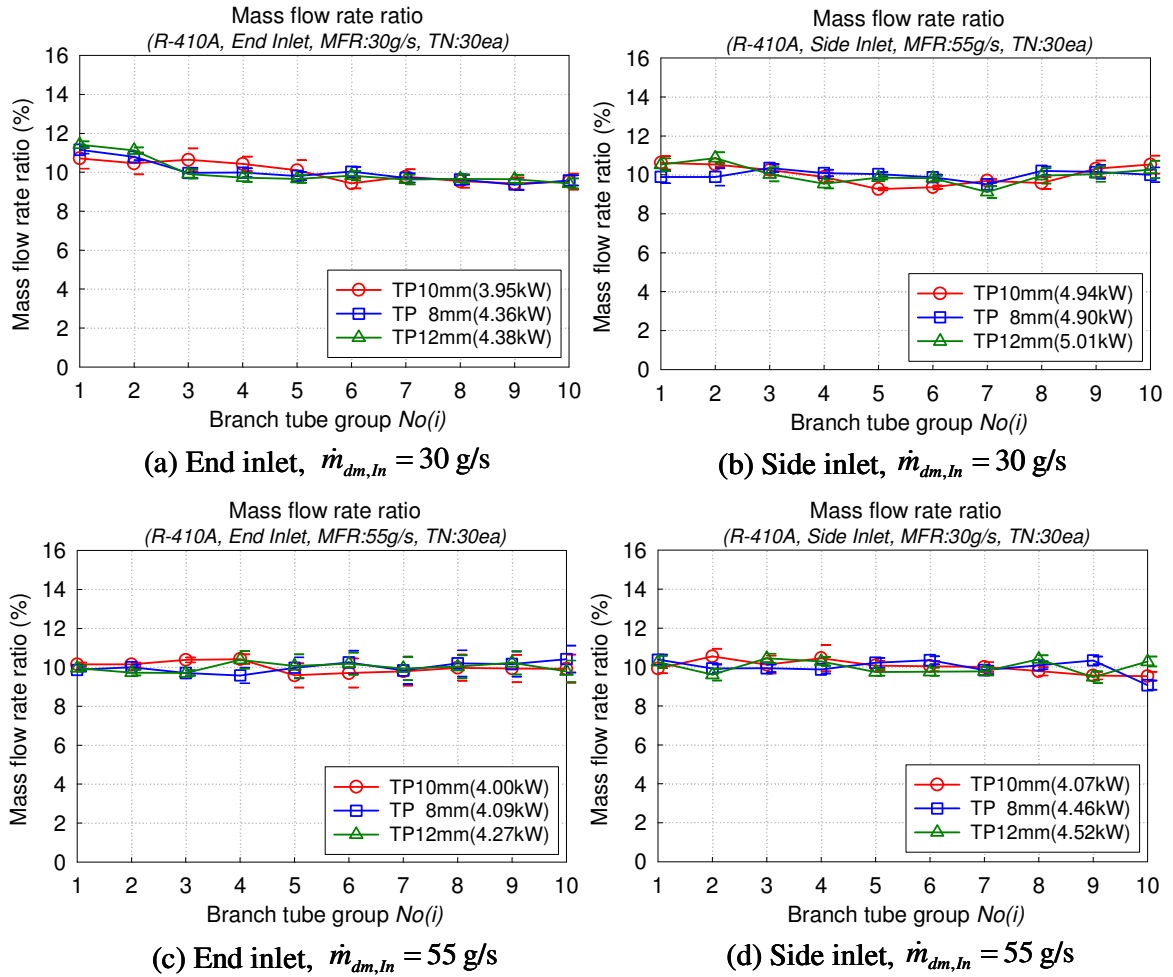 Mass flow rate ratio
(R-410A, End Inlet, MFR:30g/s, TN:30ea)
16
14
12
10
8
6
4
2
0
Mass flow rate ratio (%)
TP10mm(3.95kW)
TP 8mm(4.36kW)
TP12mm(4.38kW)
1 2 3 4 5 6 7 8 9 10
Branch tube group No(i)
(a) End inlet, ṁ_dm,In = 30 g/s
Mass flow rate ratio
(R-410A, Side Inlet, MFR:55g/s, TN:30ea)
16
14
12
10
8
6
4
2
0
Mass flow rate ratio (%)
TP10mm(4.94kW)
TP 8mm(4.90kW)
TP12mm(5.01kW)
1 2 3 4 5 6 7 8 9 10
Branch tube group No(i)
(b) Side inlet, ṁ_dm,In = 30 g/s
Mass flow rate ratio
(R-410A, End Inlet, MFR:55g/s, TN:30ea)
16
14
12
10
8
6
4
2
0
Mass flow rate ratio (%)
TP10mm(4.00kW)
TP 8mm(4.09kW)
TP12mm(4.27kW)
1 2 3 4 5 6 7 8 9 10
Branch tube group No(i)
(c) End inlet, ṁ_dm,In = 55 g/s
Mass flow rate ratio
(R-410A, Side Inlet, MFR:30g/s, TN:30ea)
16
14
12
10
8
6
4
2
0
Mass flow rate ratio (%)
TP10mm(4.07kW)
TP 8mm(4.46kW)
TP12mm(4.52kW)
1 2 3 4 5 6 7 8 9 10
Branch tube group No(i)
(d) Side inlet, ṁ_dm,In = 55 g/s